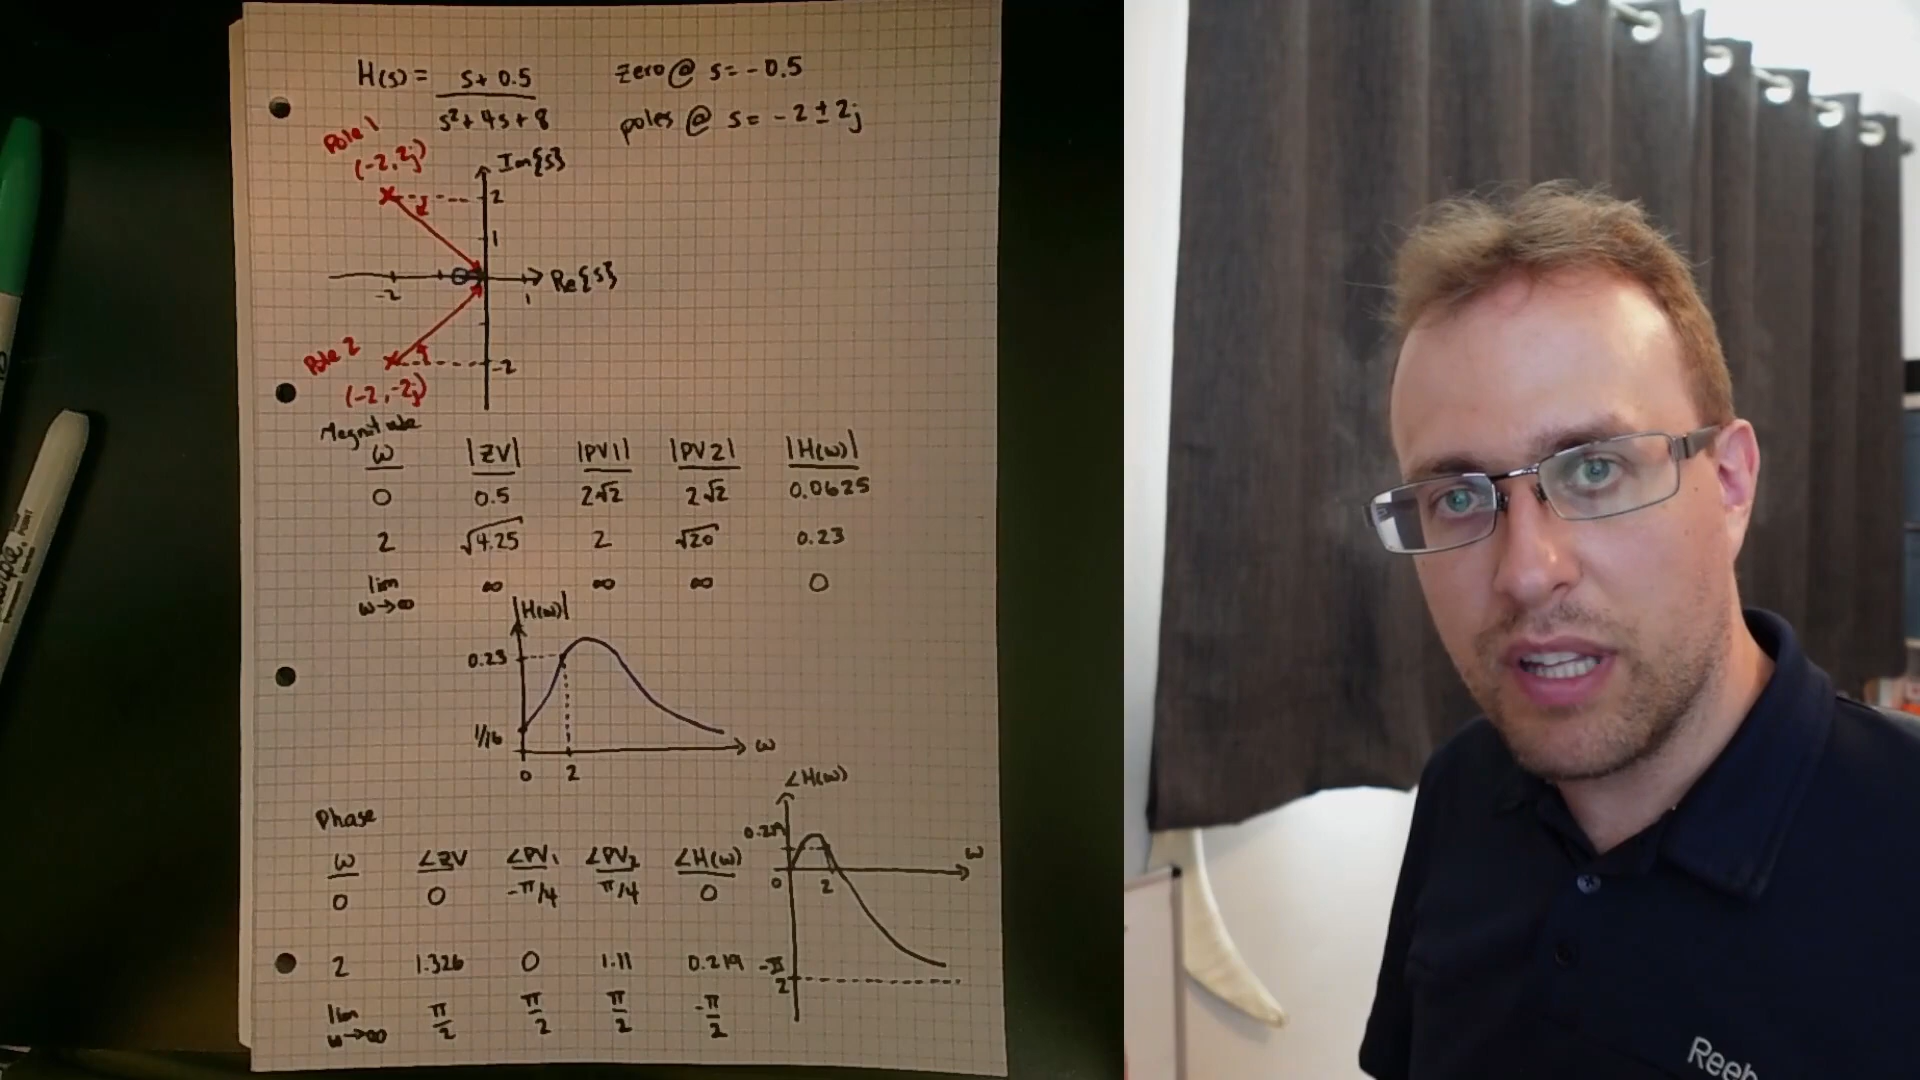 H(s) = s + 0.5 / s² + 4s + 8
zero @ s = -0.5
poles @ s = -2 ± 2j
Pole 1
(-2, 2j)
Im{s}
2
1
Re{s}
-2
1
Pole 2
-2
(-2, -2j)
Magnitude
ω |ZV| |PV1| |PV2| |H(ω)|
0 0.5 2√2 2√2 0.0625
2 √4.25 2 √20 0.23
lim ω→∞ ∞ ∞ ∞ 0
|H(ω)|
0.23
1/16
ω
0 2
∠H(ω)
Phase
0.219
ω
0 2
-π/2
ω ∠ZV ∠PV₁ ∠PV₂ ∠H(ω)
0 0 -π/4 π/4 0
2 1.326 0 1.11 0.219
lim ω→∞ π/2 π/2 π/2 -π/2
POINT
Reeb